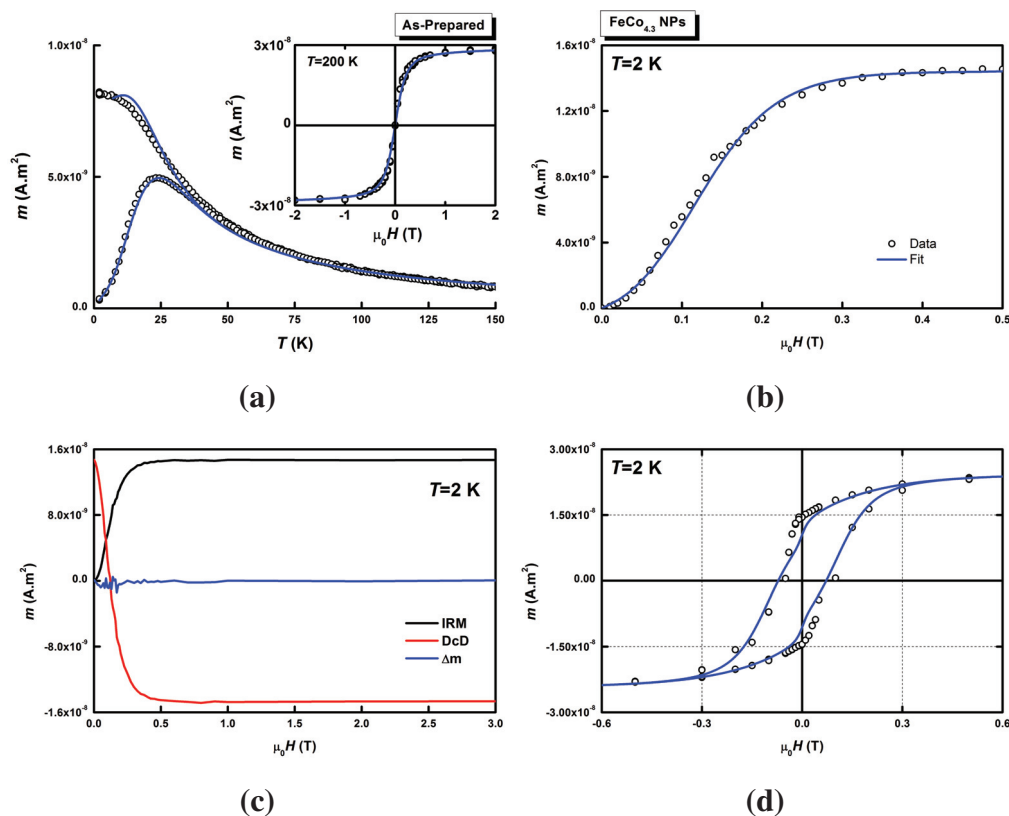 As-Prepared
FeCo4.3 NPs
1.0x10-8
5.0x10-9
0.0
m (A.m2)
0 25 50 75 100 125 150
T (K)
T=200 K
3x10-8
0
-3x10-8
m (A.m2)
-2 -1 0 1 2
μ0H (T)
(a)
T=2 K
1.6x10-8
1.2x10-8
8.0x10-9
4.0x10-9
0.0
m (A.m2)
Data
Fit
0.0 0.1 0.2 0.3 0.4 0.5
μ0H (T)
(b)
T=2 K
1.6x10-8
8.0x10-9
0.0
-8.0x10-9
-1.6x10-8
m (A.m2)
IRM
DcD
Δm
0.0 0.5 1.0 1.5 2.0 2.5 3.0
μ0H (T)
(c)
T=2 K
3.00x10-8
1.50x10-8
0.00
-1.50x10-8
-3.00x10-8
m (A.m2)
-0.6 -0.3 0.0 0.3 0.6
μ0H (T)
(d)